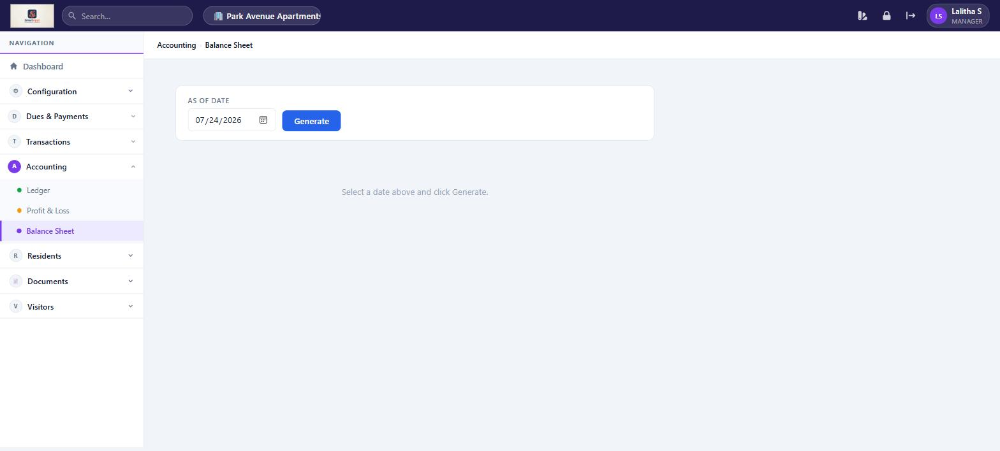 Search...
Park Avenue Apartments
LS
Lalitha S
MANAGER
NAVIGATION
Dashboard
Configuration
D Dues & Payments
T Transactions
A Accounting
Ledger
Profit & Loss
Balance Sheet
R Residents
Documents
V Visitors
Accounting Balance Sheet
AS OF DATE
07/24/2026
Generate
Select a date above and click Generate.